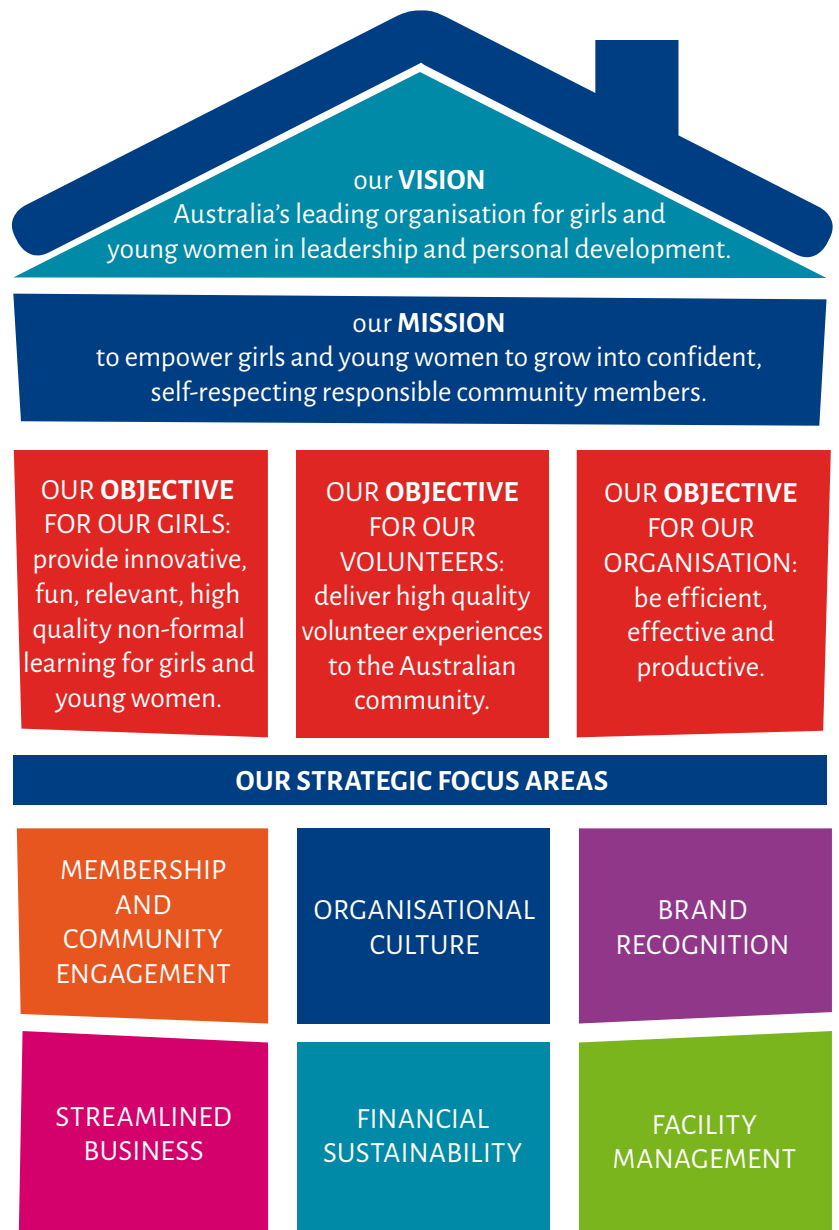 our VISION
Australia’s leading organisation for girls and
young women in leadership and personal development.
our MISSION
to empower girls and young women to grow into confident,
self-respecting responsible community members.
OUR OBJECTIVE
FOR OUR GIRLS:
provide innovative,
fun, relevant, high
quality non-formal
learning for girls and
young women.
OUR OBJECTIVE
FOR OUR
VOLUNTEERS:
deliver high quality
volunteer experiences
to the Australian
community.
OUR OBJECTIVE
FOR OUR
ORGANISATION:
be efficient,
effective and
productive.
OUR STRATEGIC FOCUS AREAS
MEMBERSHIP
AND
COMMUNITY
ENGAGEMENT
ORGANISATIONAL
CULTURE
BRAND
RECOGNITION
STREAMLINED
BUSINESS
FINANCIAL
SUSTAINABILITY
FACILITY
MANAGEMENT